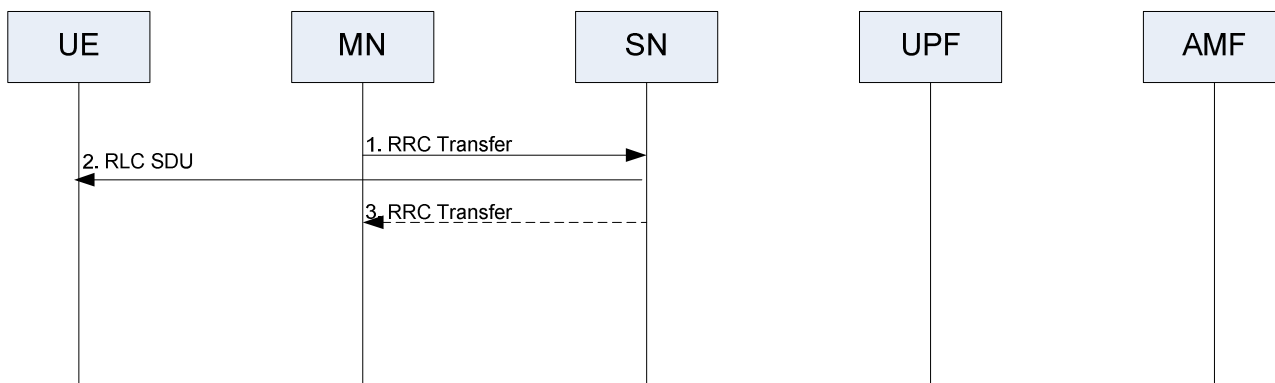 UE
MN
SN
UPF
AMF
1. RRC Transfer
2. RLC SDU
3. RRC Transfer